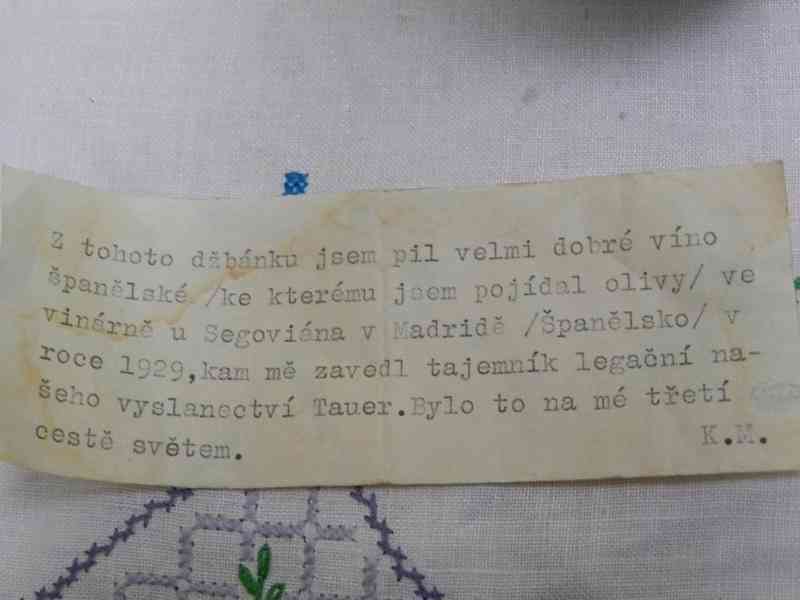 Z tohoto džbánku jsem pil velmi dobré víno
španělské /ke kterému jsem pojídal olivy/ ve
vinárně u Segoviána v Madridě /Španělsko/ v
roce 1929,kam mě zavedl tajemník legační na-
šeho vyslanectví Tauer.Bylo to na mé třetí
cestě světem. K.M.